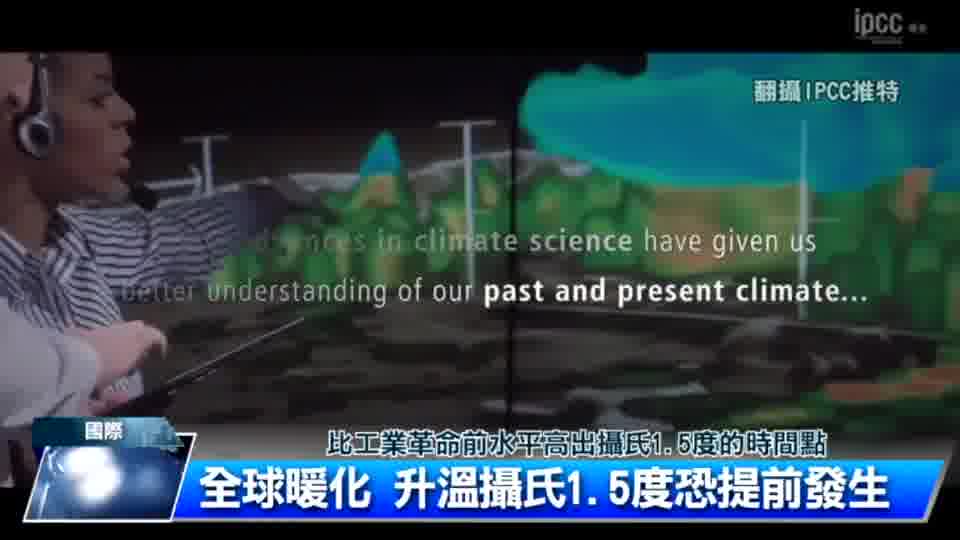 ipcc
翻攝IPCC推特
in climate science have given us
better understanding of our past and present climate...
國際
比工業革命前水平高出攝氏1.5度的時間點
全球暖化 升溫攝氏1.5度恐提前發生